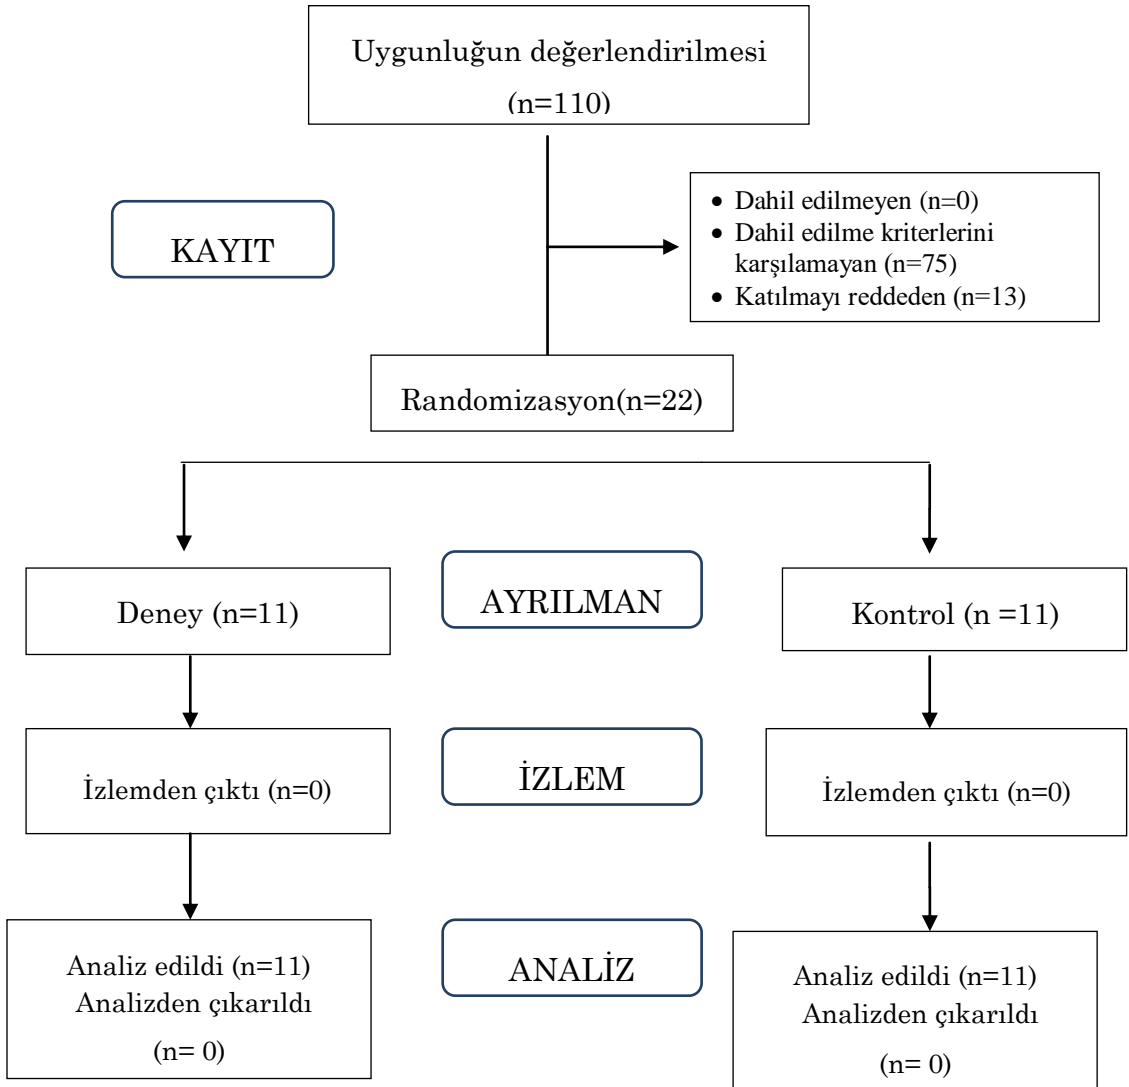 Uygunluğun değerlendirilmesi
(n=110)
KAYIT
• Dahil edilmeyen (n=0)
• Dahil edilme kriterlerini
karşılamayan (n=75)
• Katılmayı reddeden (n=13)
Randomizasyon(n=22)
Deney (n=11)
AYRILMAN
Kontrol (n =11)
İzlemden çıktı (n=0)
İZLEM
İzlemden çıktı (n=0)
Analiz edildi (n=11)
Analizden çıkarıldı
(n= 0)
ANALİZ
Analiz edildi (n=11)
Analizden çıkarıldı
(n= 0)